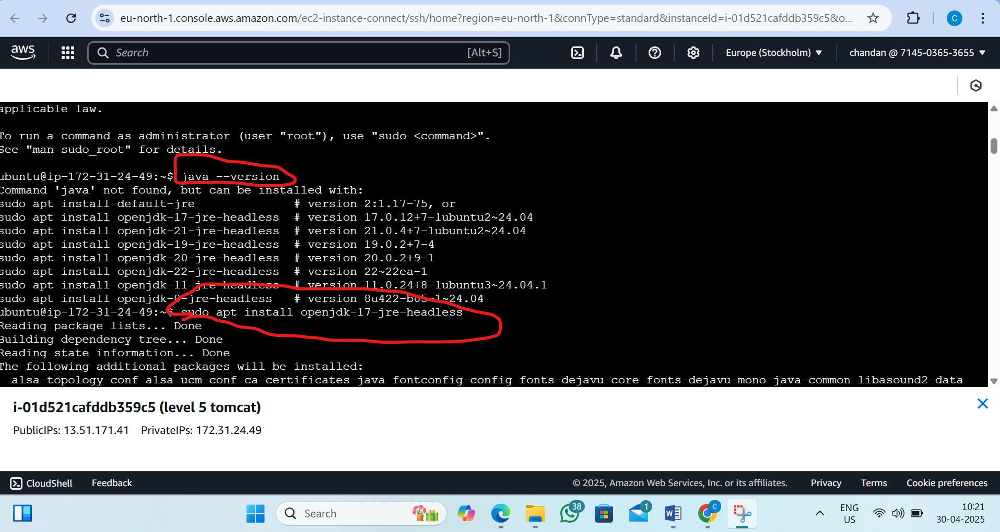 eu-north-1.console.aws.amazon.com/ec2-instance-connect/ssh/home?region=eu-north-1&connType=standard&instanceId=i-01d521cafddb359c5&o...
C
aws
Search
[Alt+S]
Europe (Stockholm)
chandan @ 7145-0365-3655
applicable law.
To run a command as administrator (user "root"), use "sudo <command>".
See "man sudo_root" for details.
ubuntu@ip-172-31-24-49:~$ java --version
Command 'java' not found, but can be installed with:
sudo apt install default-jre # version 2:1.17-75, or
sudo apt install openjdk-17-jre-headless # version 17.0.12+7-1ubuntu2~24.04
sudo apt install openjdk-21-jre-headless # version 21.0.4+7-1ubuntu2~24.04
sudo apt install openjdk-19-jre-headless # version 19.0.2+7-4
sudo apt install openjdk-20-jre-headless # version 20.0.2+9-1
sudo apt install openjdk-22-jre-headless # version 22~22ea-1
sudo apt install openjdk-11-jre-headless # version 11.0.24+8-1ubuntu3~24.04.1
sudo apt install openjdk-8-jre-headless # version 8u422-b05-1~24.04
ubuntu@ip-172-31-24-49:~$ sudo apt install openjdk-17-jre-headless
Reading package lists... Done
Building dependency tree... Done
Reading state information... Done
The following additional packages will be installed:
alsa-topology-conf alsa-ucm-conf ca-certificates-java fontconfig-config fonts-dejavu-core fonts-dejavu-mono java-common libasound2-data
i-01d521cafddb359c5 (level 5 tomcat)
PublicIPs: 13.51.171.41 PrivateIPs: 172.31.24.49
CloudShell
Feedback
© 2025, Amazon Web Services, Inc. or its affiliates.
Privacy
Terms
Cookie preferences
Search
38
1
W
C
ENG
US
10:21
30-04-2025